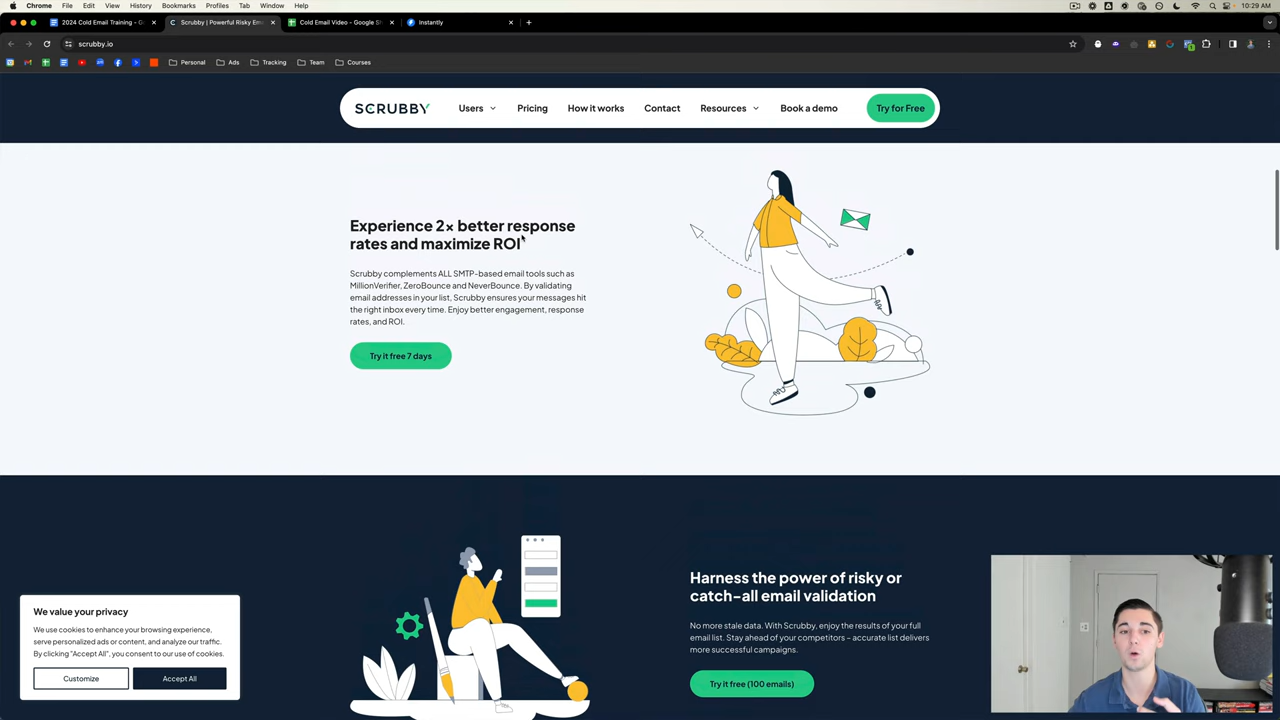 Chrome File Edit View History Bookmarks Profiles Tab Window Help 10:29 AM
2024 Cold Email Training - G
Scrubby | Powerful Risky Em
Cold Email Video - Google Sh
Instantly
scrubby.io
Personal Ads Tracking Team Courses
SCRUBBY Users Pricing How it works Contact Resources Book a demo Try for Free
Experience 2x better response
rates and maximize ROI
Scrubby complements ALL SMTP-based email tools such as
MillionVerifier, ZeroBounce and NeverBounce. By validating
email addresses in your list, Scrubby ensures your messages hit
the right inbox every time. Enjoy better engagement, response
rates, and ROI.
Try it free 7 days
Harness the power of risky or
catch-all email validation
No more stale data. With Scrubby, enjoy the results of your full
email list. Stay ahead of your competitors – accurate list delivers
more successful campaigns.
Try it free (100 emails)
We value your privacy
We use cookies to enhance your browsing experience,
serve personalized ads or content, and analyze our traffic.
By clicking "Accept All", you consent to our use of cookies.
Customize Accept All